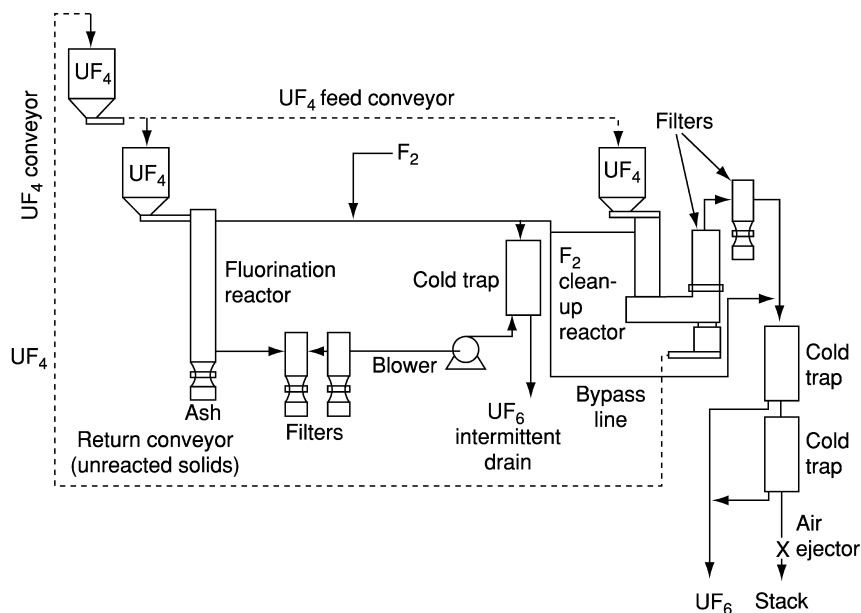 UF4
UF4 feed conveyor
Filters
UF4 conveyor
UF4
F2
UF4
Fluorination
reactor
Cold trap
F2
clean-
up
reactor
UF4
Blower
Cold
trap
Ash
Filters
Bypass
line
Return conveyor
(unreacted solids)
UF6
intermittent
drain
Cold
trap
Air
X ejector
UF6
Stack